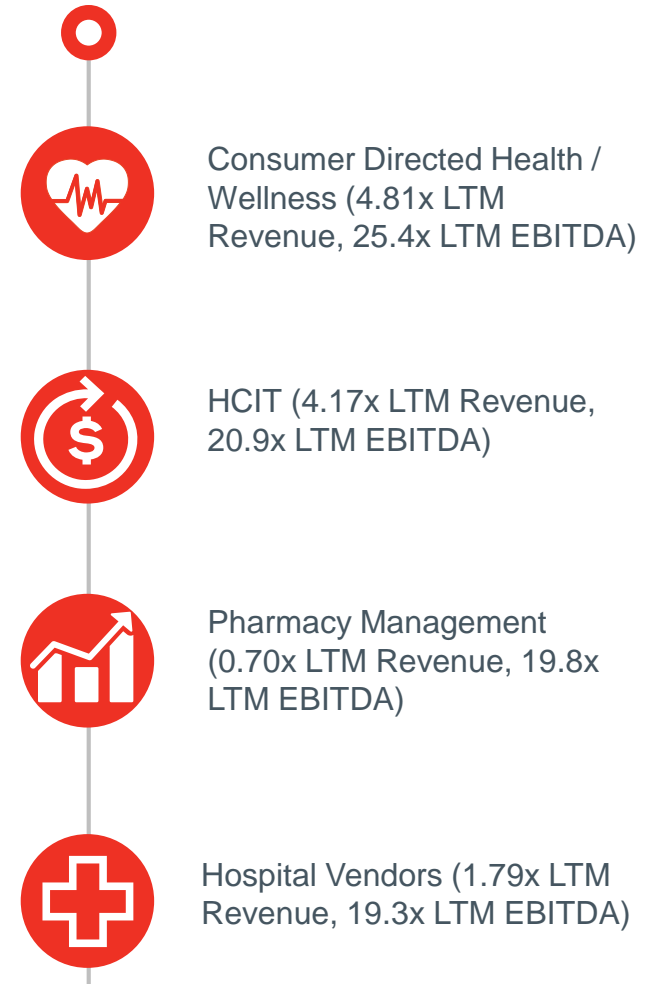 Consumer Directed Health /
Wellness (4.81x LTM
Revenue, 25.4x LTM EBITDA)
$
HCIT (4.17x LTM Revenue,
20.9x LTM EBITDA)
Pharmacy Management
(0.70x LTM Revenue, 19.8x
LTM EBITDA)
Hospital Vendors (1.79x LTM
Revenue, 19.3x LTM EBITDA)